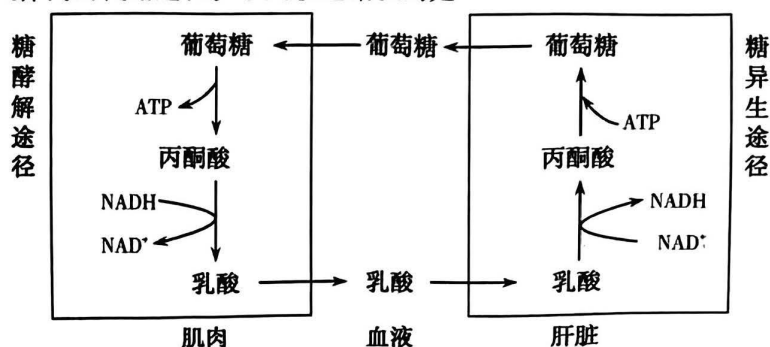 糖酵解途径
葡萄糖
ATP
丙酮酸
NADH
NAD⁺
乳酸
肌肉
葡萄糖
乳酸
血液
葡萄糖
ATP
丙酮酸
NADH
NAD⁺
乳酸
肝脏
糖异生途径